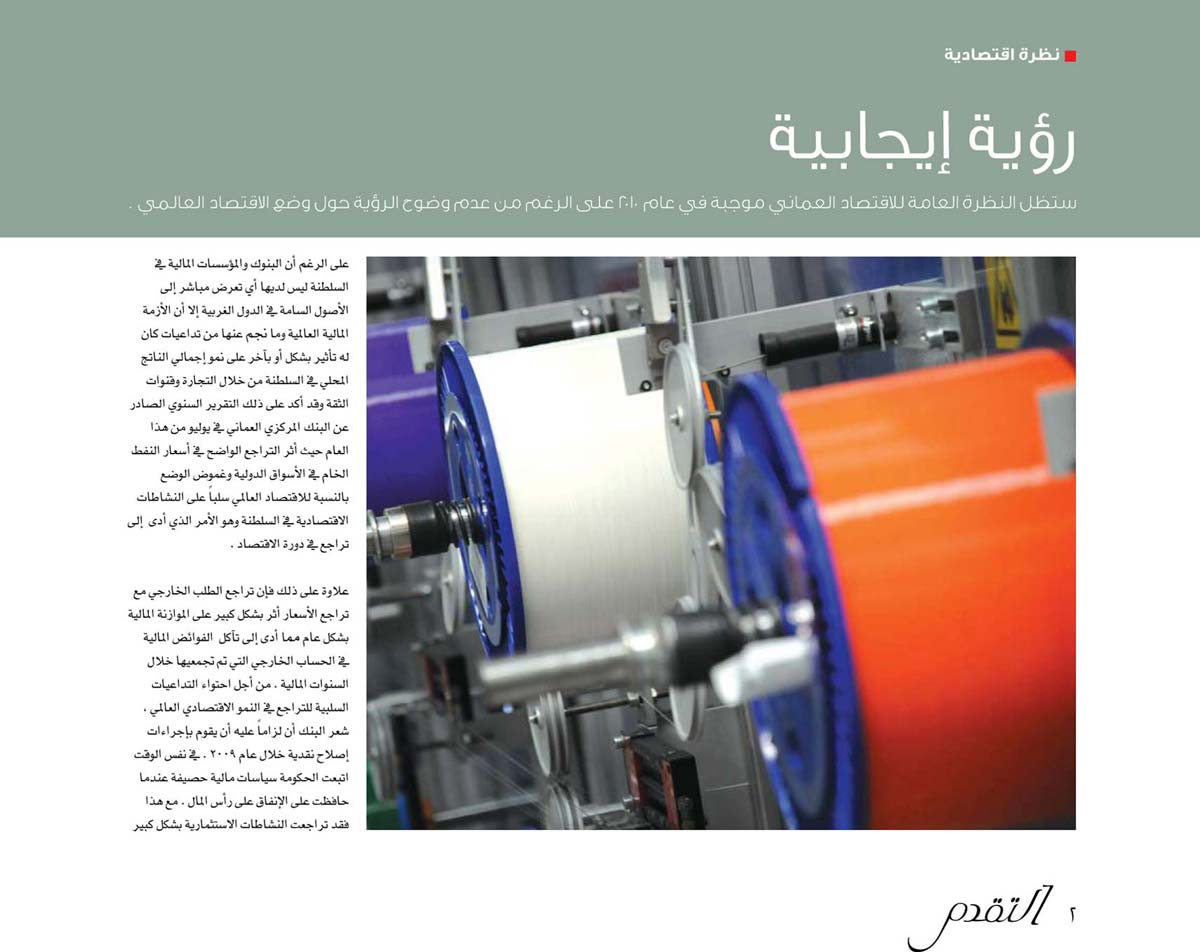 نظرة اقتصادية
رؤية إيجابية
ستظل النظرة العامة للاقتصاد العماني موجبة في عام ٢٠١٠ على الرغم من عدم وضوح الرؤية حول وضع الاقتصاد العالمي .
على الرغم أن البنوك والمؤسسات المالية في
السلطنة ليس لديها أي تعرض مباشر إلى
الأصول السامة في الدول الغربية إلا أن الأزمة
المالية العالمية وما نجم عنها من تداعيات كان
له تأثير بشكل أو بآخر على نمو إجمالي الناتج
المحلي في السلطنة من خلال التجارة وقنوات
الثقة وقد أكد على ذلك التقرير السنوي الصادر
عن البنك المركزي العماني في يوليو من هذا
العام حيث أثر التراجع الواضح في أسعار النفط
الخام في الأسواق الدولية وغموض الوضع
بالنسبة للاقتصاد العالمي سلباً على النشاطات
الاقتصادية في السلطنة وهو الأمر الذي أدى إلى
تراجع في دورة الاقتصاد .
علاوة على ذلك فإن تراجع الطلب الخارجي مع
تراجع الأسعار أثر بشكل كبير على الموازنة المالية
بشكل عام مما أدى إلى تآكل الفوائض المالية
في الحساب الخارجي التي تم تجمعيها خلال
السنوات المالية . من أجل احتواء التداعيات
السلبية للتراجع في النمو الاقتصادي العالمي ،
شعر البنك أن لزاماً عليه أن يقوم بإجراءات
إصلاح نقدية خلال عام ٢٠٠٩ . في نفس الوقت
اتبعت الحكومة سياسات مالية حصيفة عندما
حافظت على الإنفاق على رأس المال . مع هذا
فقد تراجعت النشاطات الاستثمارية بشكل كبير
٢ التقدم